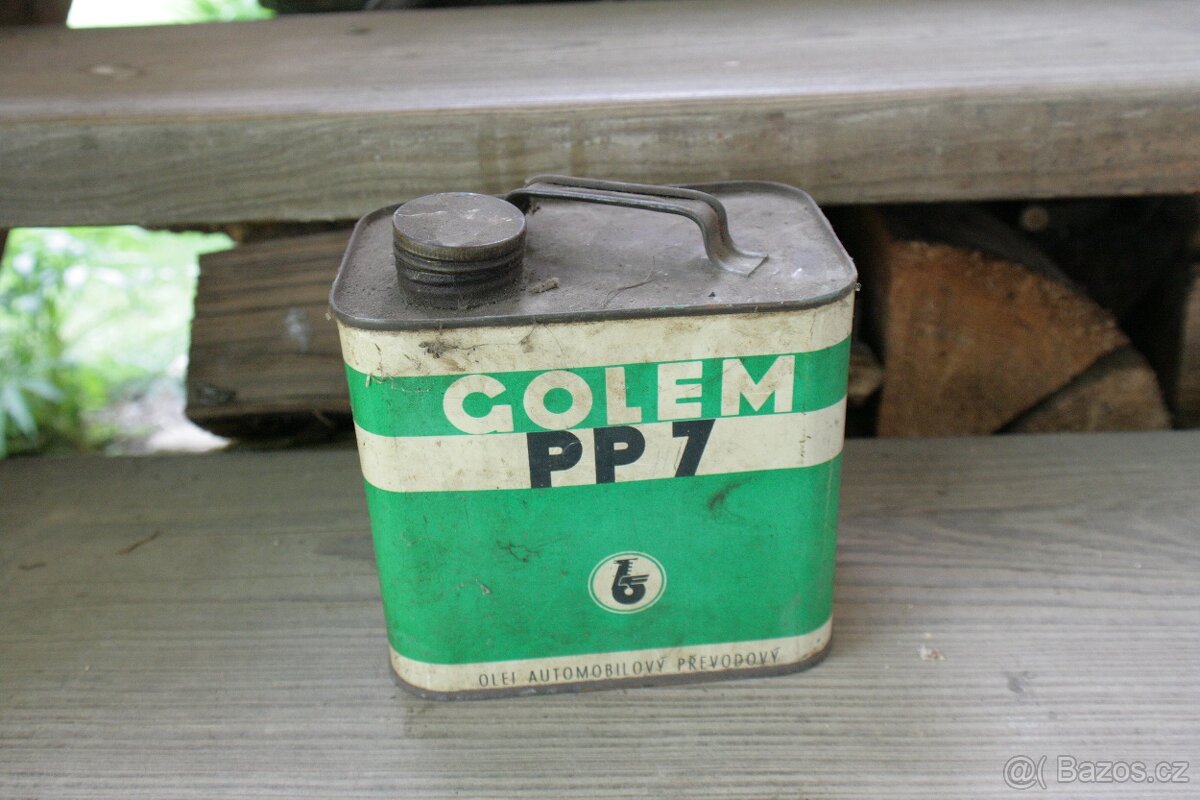 GOLEM
PP 7
OLEJ AUTOMOBILOVÝ PŘEVODOVÝ
@( Bazos.cz